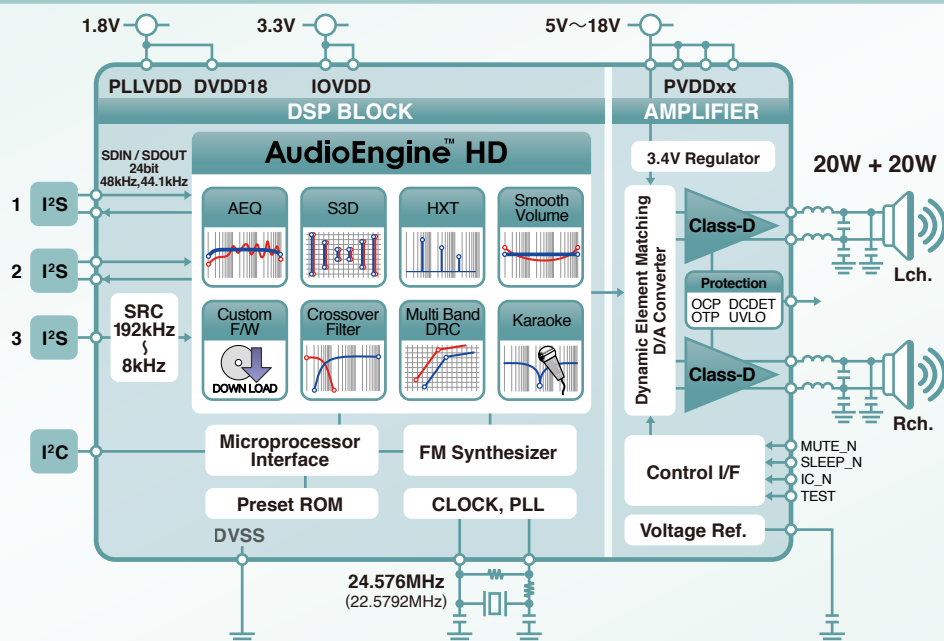 1.8V
3.3V
5V～18V
PLLVDD
DVDD18
IOVDD
PVDDxx
DSP BLOCK
AMPLIFIER
SDIN / SDOUT
24bit
48kHz,44.1kHz
AudioEngine™ HD
3.4V Regulator
20W + 20W
1
I²S
AEQ
S3D
HXT
Smooth
Volume
Class-D
Lch.
2
I²S
Dynamic Element Matching
D/A Converter
Protection
OCP DCDET
OTP UVLO
3
I²S
SRC
192kHz
～
8kHz
Custom
F/W
DOWN LOAD
Crossover
Filter
Multi Band
DRC
Karaoke
Class-D
Rch.
I²C
Microprocessor
Interface
FM Synthesizer
Control I/F
MUTE_N
SLEEP_N
IC_N
TEST
Preset ROM
CLOCK, PLL
Voltage Ref.
DVSS
24.576MHz
(22.5792MHz)